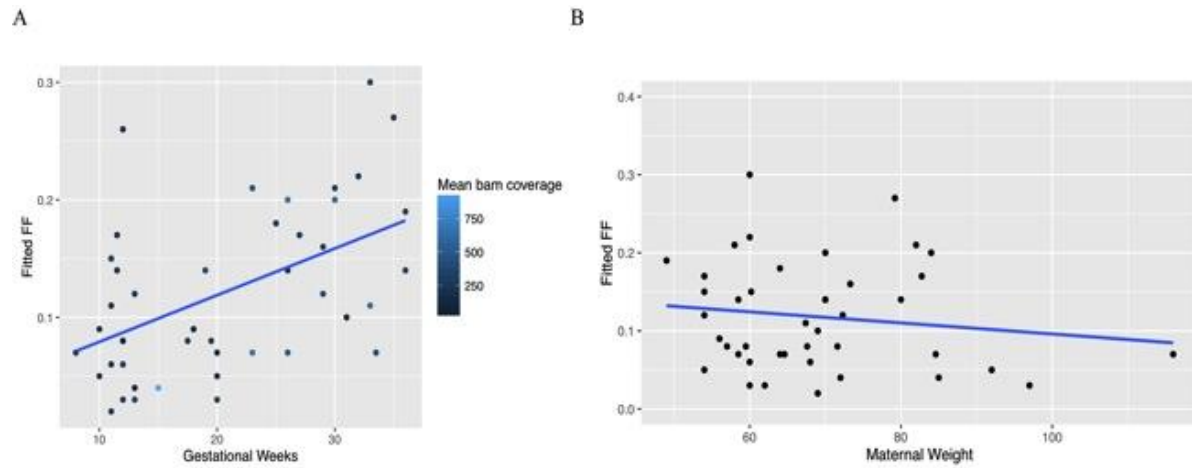 A
B
0.3
0.2
0.1
Fitted FF
10
20
30
Gestational Weeks
Mean bam coverage
750
500
250
0.4
0.3
0.2
0.1
0.0
Fitted FF
60
80
100
Maternal Weight